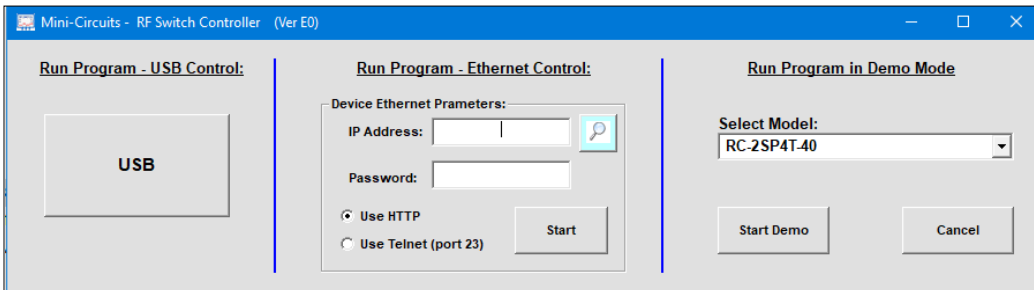 Mini-Circuits - RF Switch Controller (Ver E0)
Run Program - USB Control:
USB
Run Program - Ethernet Control:
Device Ethernet Prameters:
IP Address:
Password:
Use HTTP
Use Telnet (port 23)
Start
Run Program in Demo Mode
Select Model:
RC-2SP4T-40
Start Demo
Cancel